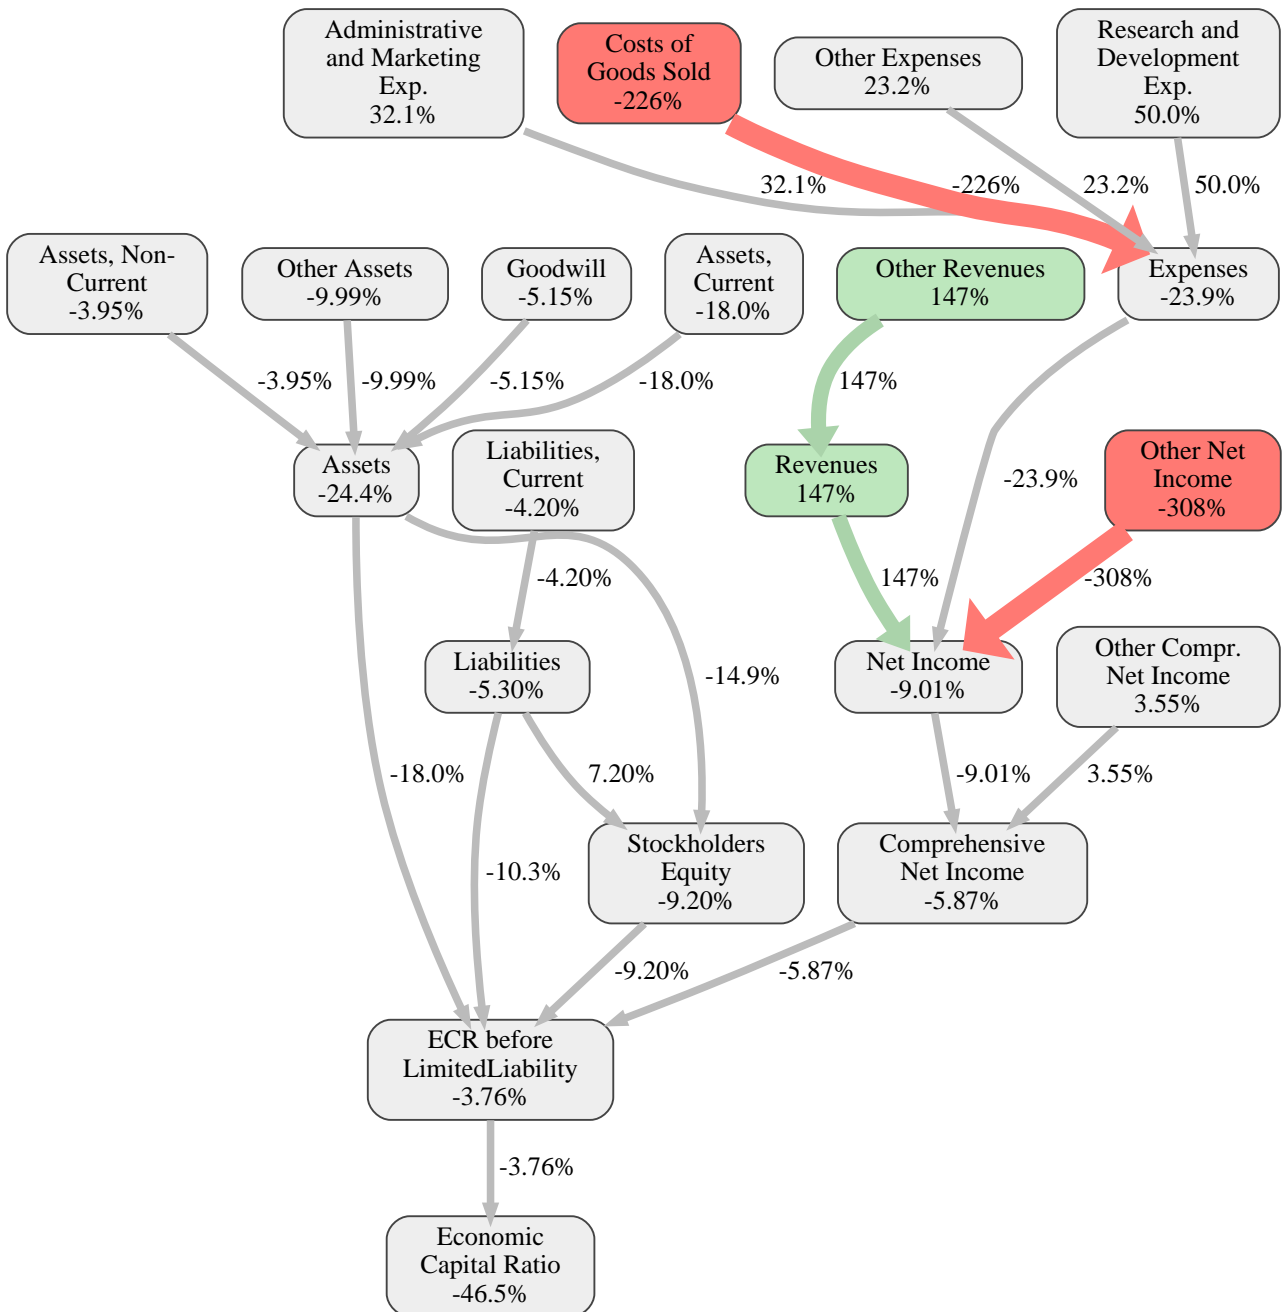 Administrative
and Marketing
Exp.
32.1%
Costs of
Goods Sold
-226%
Other Expenses
23.2%
Research and
Development
Exp.
50.0%
32.1%
-226%
23.2%
50.0%
Assets, Non-
Current
-3.95%
Other Assets
-9.99%
Goodwill
-5.15%
Assets,
Current
-18.0%
Other Revenues
147%
Expenses
-23.9%
-3.95%
-9.99%
-5.15%
-18.0%
147%
Assets
-24.4%
Liabilities,
Current
-4.20%
Revenues
147%
-23.9%
Other Net
Income
-308%
-4.20%
147%
-308%
Liabilities
-5.30%
-14.9%
Net Income
-9.01%
Other Compr.
Net Income
3.55%
-18.0%
7.20%
-9.01%
3.55%
-10.3%
Stockholders
Equity
-9.20%
Comprehensive
Net Income
-5.87%
-9.20%
-5.87%
ECR before
LimitedLiability
-3.76%
-3.76%
Economic
Capital Ratio
-46.5%